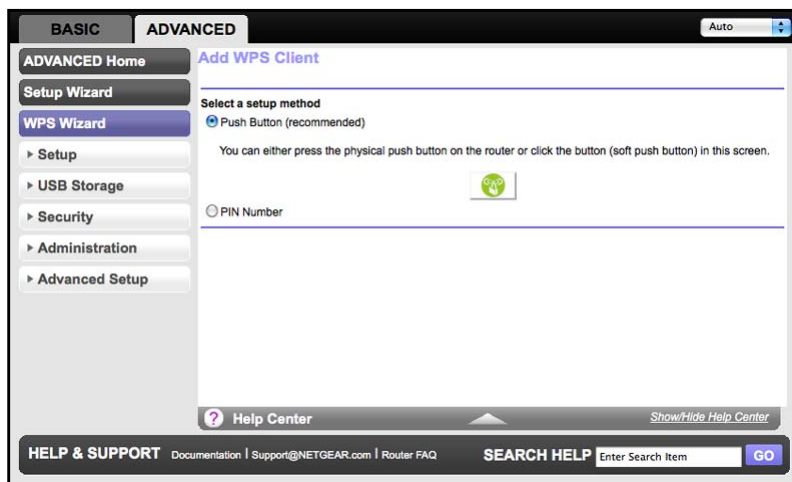 BASIC
ADVANCED
Auto
ADVANCED Home
Setup Wizard
WPS Wizard
Setup
USB Storage
Security
Administration
Advanced Setup
Add WPS Client
Select a setup method
Push Button (recommended)
You can either press the physical push button on the router or click the button (soft push button) in this screen.
PIN Number
? Help Center
Show/Hide Help Center
HELP & SUPPORT Documentation | Support@NETGEAR.com | Router FAQ
SEARCH HELP Enter Search Item GO